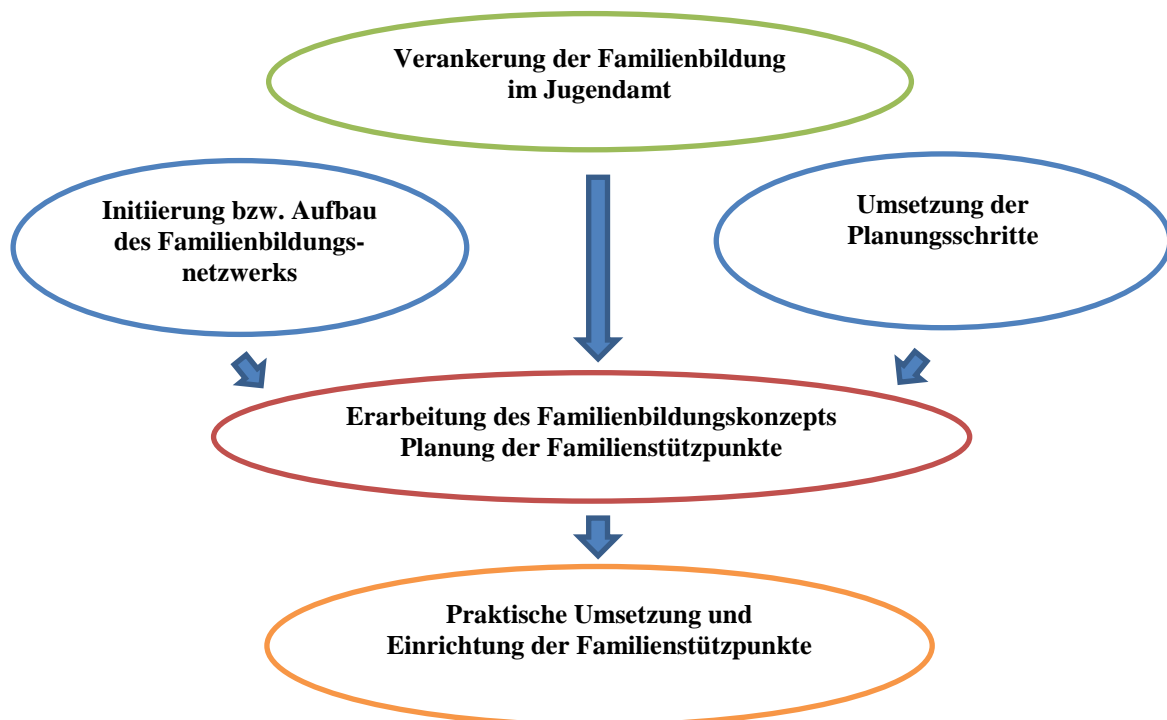 Verankerung der Familienbildung
im Jugendamt
Initiierung bzw. Aufbau
des Familienbildungs-
netzwerks
Umsetzung der
Planungsschritte
Erarbeitung des Familienbildungskonzepts
Planung der Familienstützpunkte
Praktische Umsetzung und
Einrichtung der Familienstützpunkte